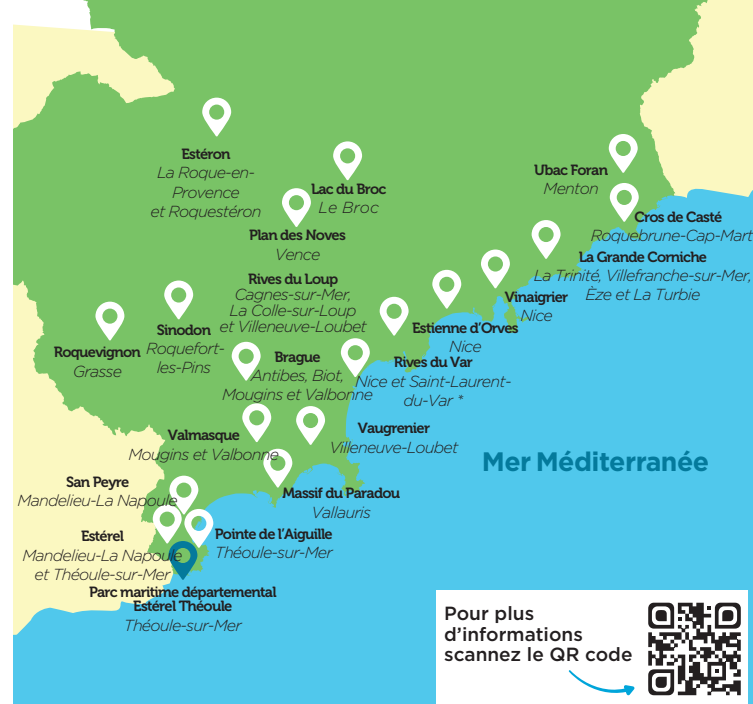 Estéron
La Roque-en-
Provence
et Roquestéron
Lac du Broc
Le Broc
Plan des Noves
Vence
Ubac Foran
Menton
Cros de Casté
Roquebrune-Cap-Mart
La Grande Corniche
La Trinité, Villefranche-sur-Mer,
Èze et La Turbie
Vinaigrier
Nice
Rives du Loup
Cagnes-sur-Mer,
La Colle-sur-Loup
et Villeneuve-Loubet
Estienne d'Orves
Nice
Sinodon
Roquefort-
les-Pins
Roquevignon
Grasse
Brague
Antibes, Biot,
Mougins et Valbonne
Rives du Var
Nice et Saint-Laurent-
du-Var *
Valmasque
Mougins et Valbonne
Vaugrenier
Villeneuve-Loubet
Mer Méditerranée
San Peyre
Mandelieu-La Napoule
Massif du Paradou
Vallauris
Estérel
Mandelieu-La Napoule
et Théoule-sur-Mer
Pointe de l'Aiguille
Théoule-sur-Mer
Parc maritime départemental
Estérel Théoule
Théoule-sur-Mer
Pour plus
d'informations
scannez le QR code